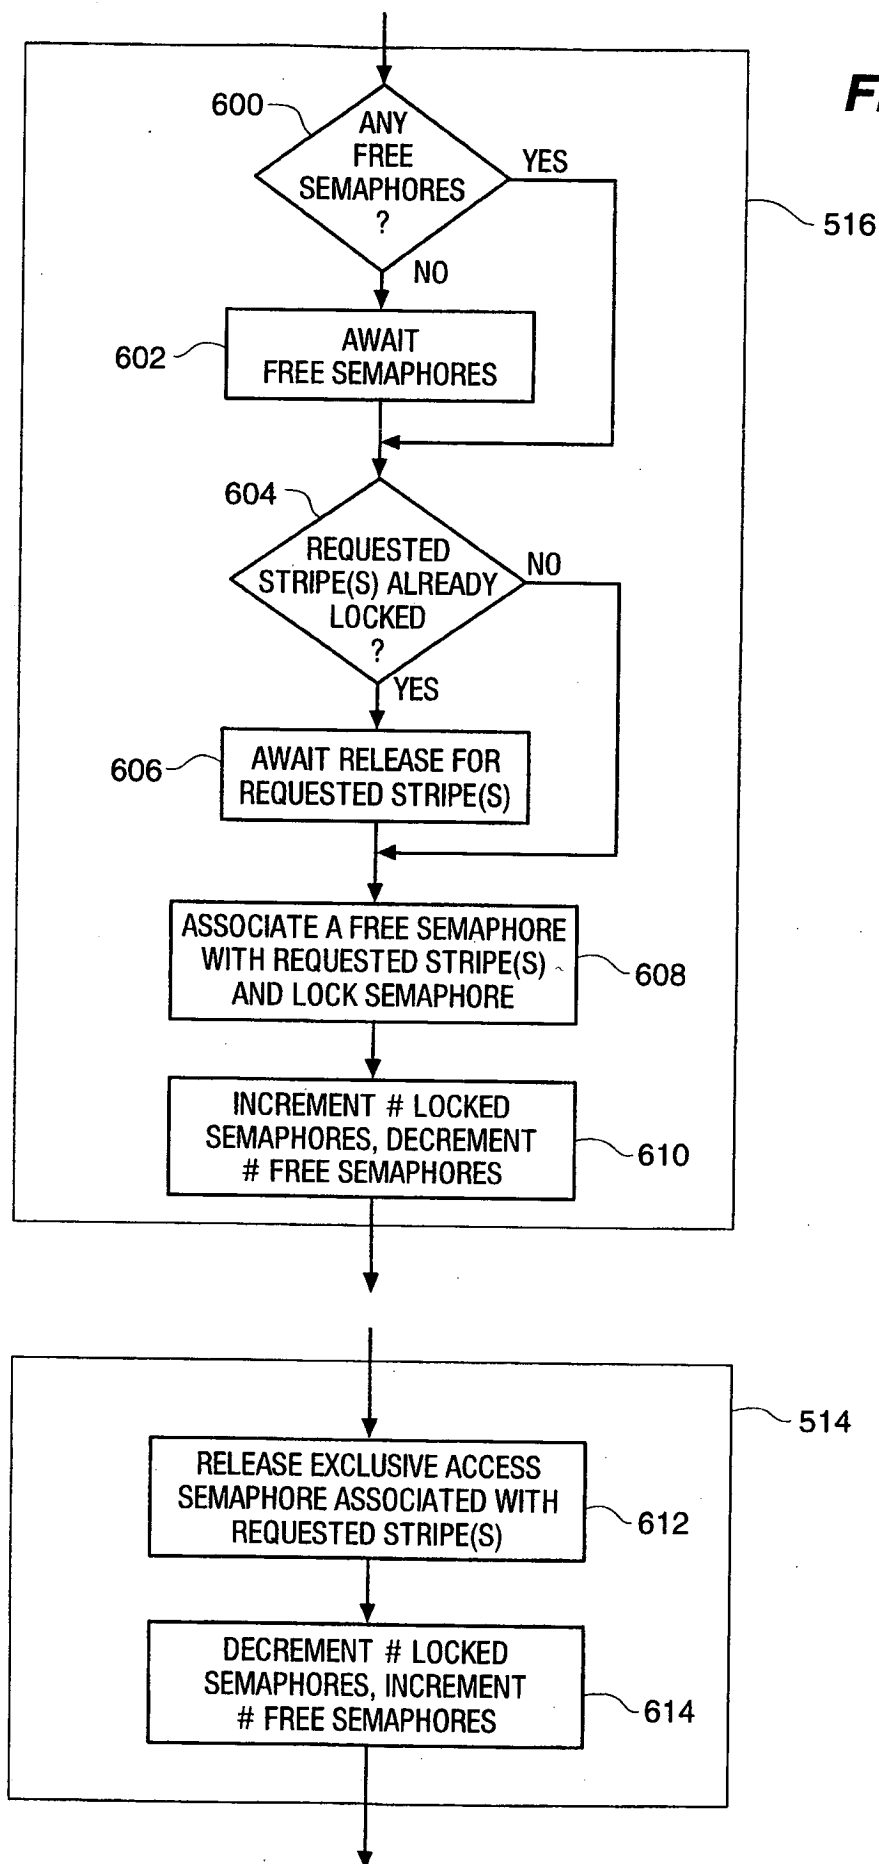 600
ANY
FREE
SEMAPHORES
?
YES
516
NO
602
AWAIT
FREE SEMAPHORES
604
REQUESTED
STRIPE(S) ALREADY
LOCKED
?
NO
YES
606
AWAIT RELEASE FOR
REQUESTED STRIPE(S)
ASSOCIATE A FREE SEMAPHORE
WITH REQUESTED STRIPE(S)
AND LOCK SEMAPHORE
608
INCREMENT # LOCKED
SEMAPHORES, DECREMENT
# FREE SEMAPHORES
610
514
RELEASE EXCLUSIVE ACCESS
SEMAPHORE ASSOCIATED WITH
REQUESTED STRIPE(S)
612
DECREMENT # LOCKED
SEMAPHORES, INCREMENT
# FREE SEMAPHORES
614